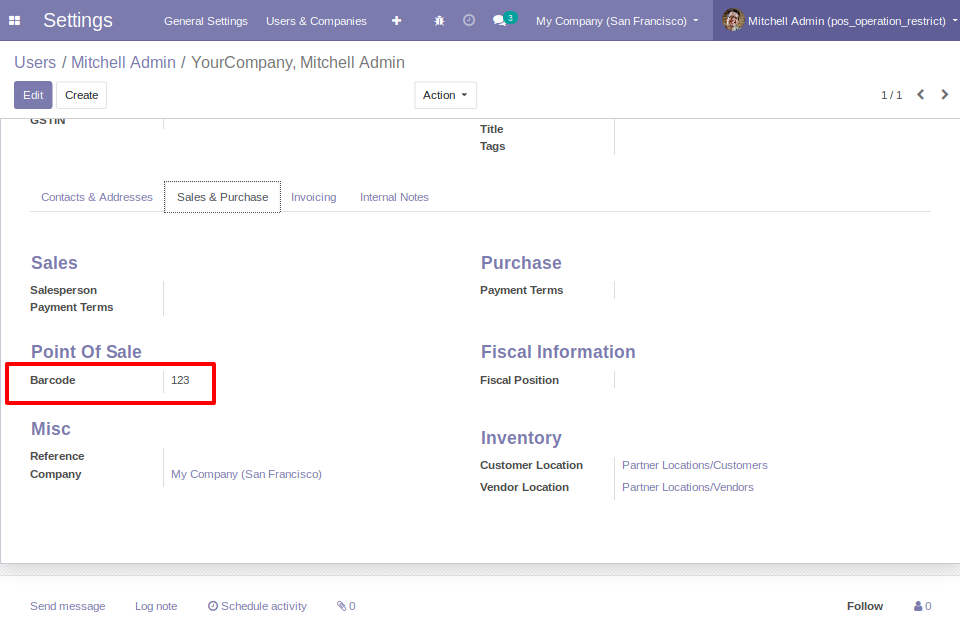 Settings General Settings Users & Companies 3 My Company (San Francisco) Mitchell Admin (pos_operation_restrict)
Users / Mitchell Admin / YourCompany, Mitchell Admin
Edit Create Action 1 / 1
GSTIN
Title
Tags
Contacts & Addresses Sales & Purchase Invoicing Internal Notes
Sales Purchase
Salesperson Payment Terms
Payment Terms
Point Of Sale Fiscal Information
Barcode 123 Fiscal Position
Misc
Inventory
Reference
Customer Location Partner Locations/Customers
Company My Company (San Francisco)
Vendor Location Partner Locations/Vendors
Send message Log note Schedule activity 0 Follow 0